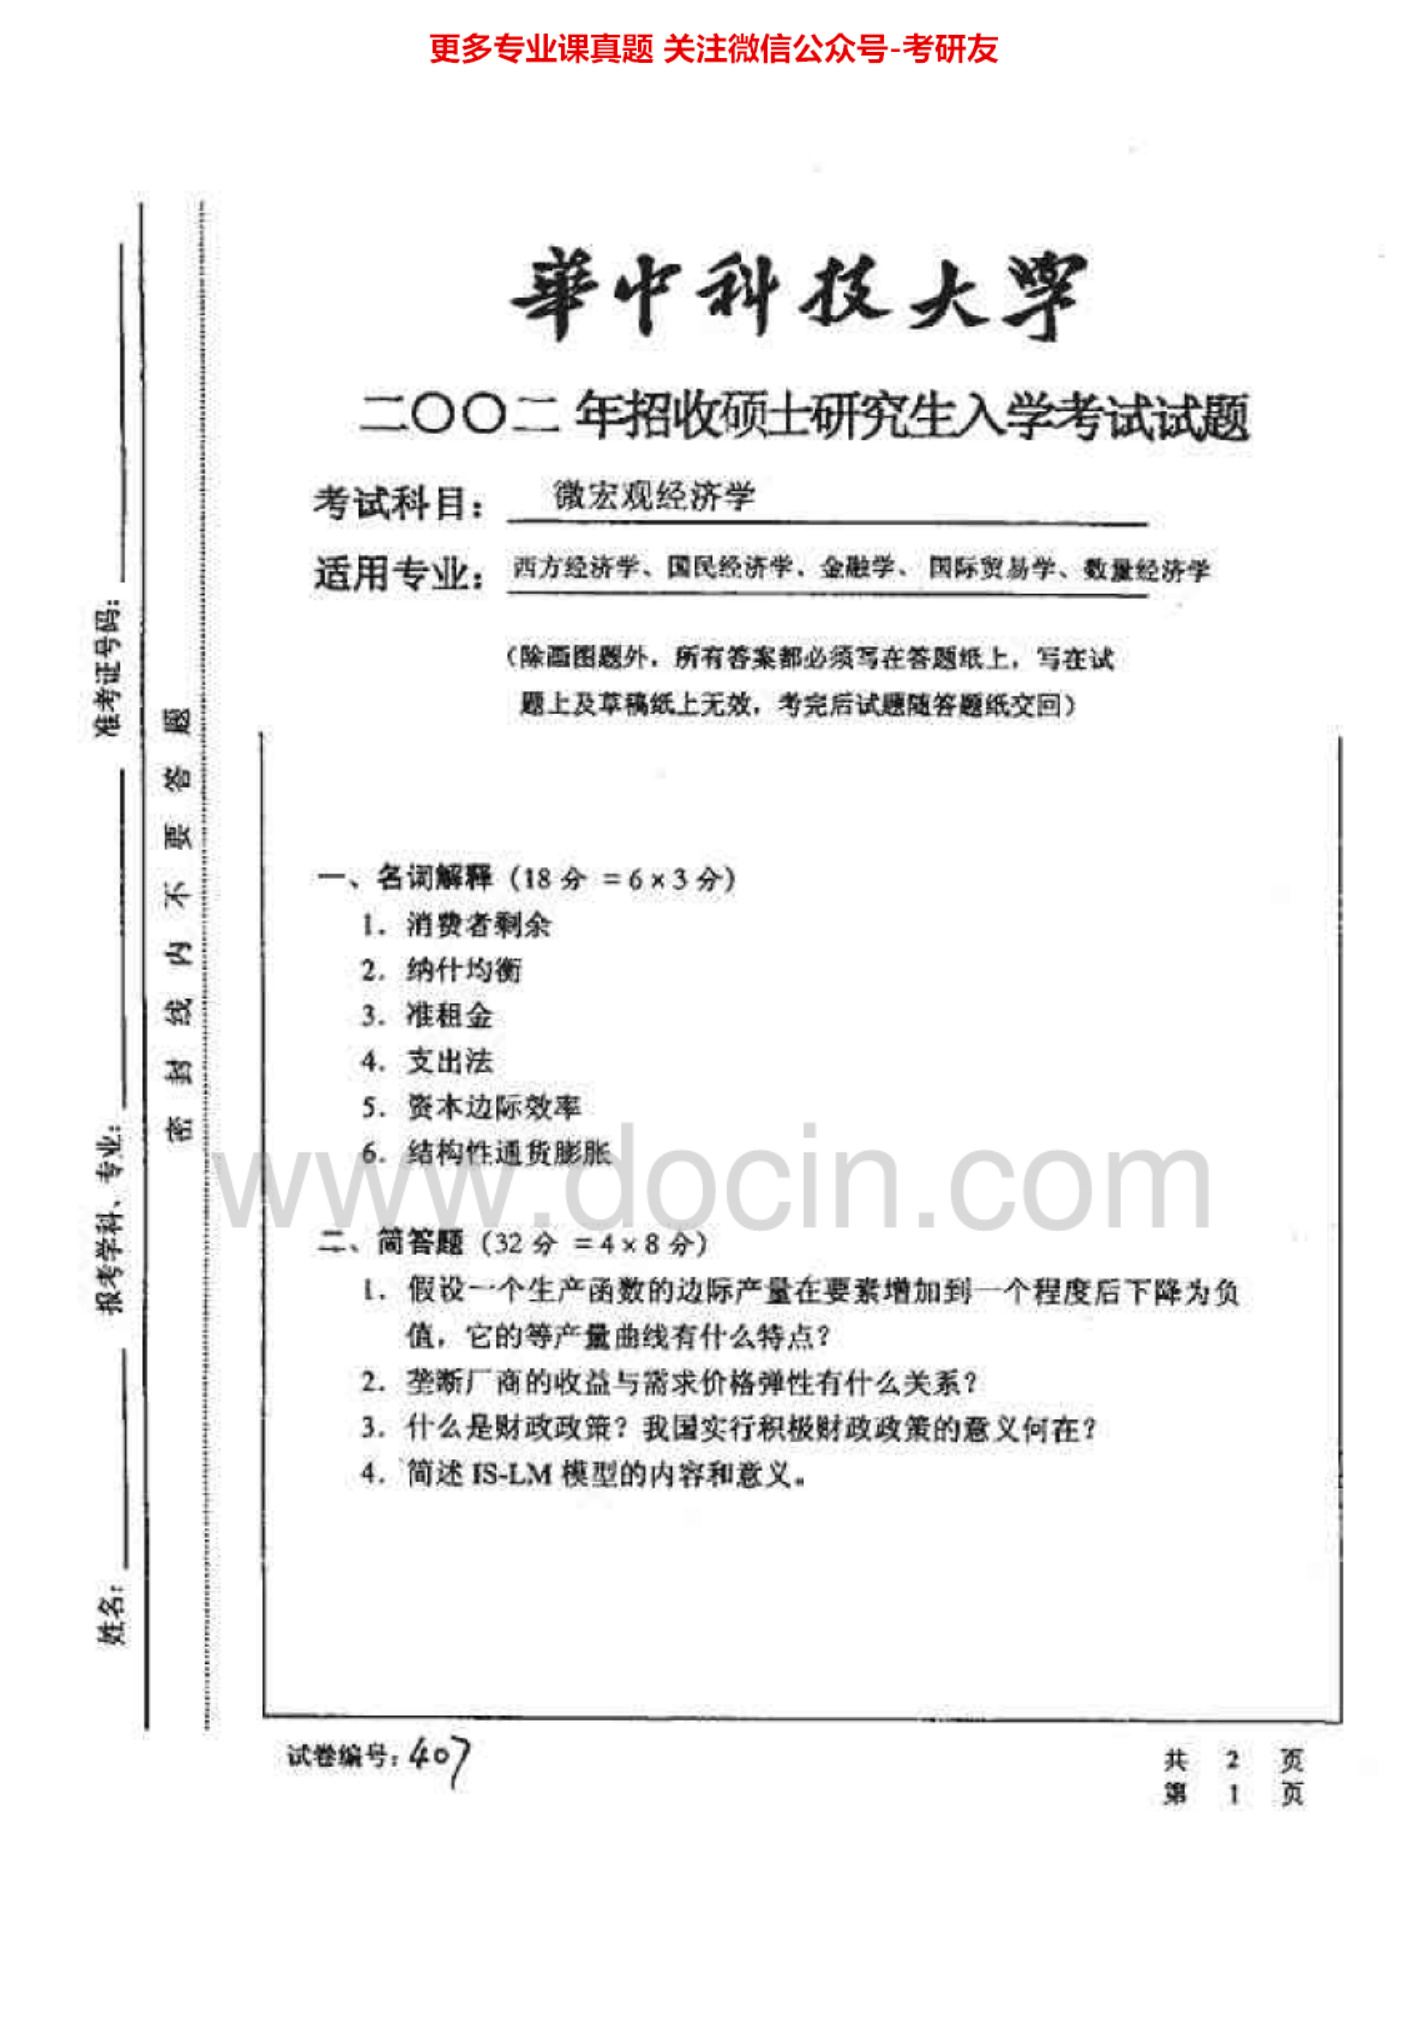 更多专业课真题 关注微信公众号-考研友
華中科技大学
二〇〇二 年招收硕士研究生入学考试试题
考试科目： 微宏观经济学
适用专业： 西方经济学、国民经济学、金融学、国际贸易学、数量经济学
（除画图题外，所有答案都必须写在答题纸上，写在试
题上及草稿纸上无效，考完后试题随答题纸交回）
准考证号码：
报考学科、专业：
姓名：
密封线内不要答题
一、名词解释（18 分 ＝6×3 分）
1. 消费者剩余
2. 纳什均衡
3. 准租金
4. 支出法
5. 资本边际效率
6. 结构性通货膨胀
www.docin.com
二、简答题（32 分 ＝4×8 分）
1. 假设一个生产函数的边际产量在要素增加到一个程度后下降为负
值，它的等产量曲线有什么特点？
2. 垄断厂商的收益与需求价格弹性有什么关系？
3. 什么是财政政策？我国实行积极财政政策的意义何在？
4. 简述 IS-LM 模型的内容和意义。
试卷编号：407
共 2 页
第 1 页